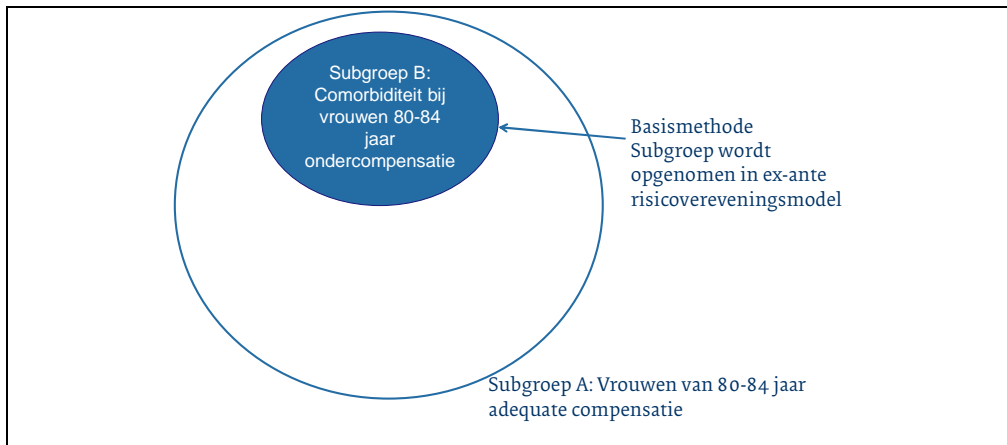 Subgroep B:
Comorbiditeit bij
vrouwen 80-84
jaar
ondercompensatie
Basismethode
Subgroep wordt
opgenomen in ex-ante
risicovereveningsmodel
Subgroep A: Vrouwen van 80-84 jaar
adequate compensatie